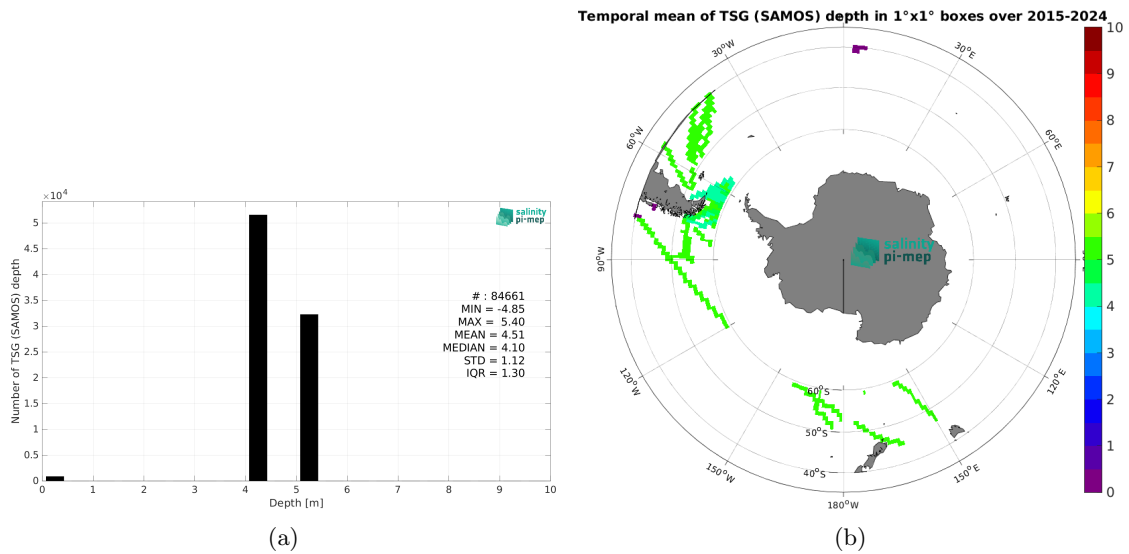 Temporal mean of TSG (SAMOS) depth in 1°x1° boxes over 2015-2024
×10⁴
5
4.5
4
3.5
3
2.5
2
1.5
1
0.5
0
Number of TSG (SAMOS) depth
salinity
pi-mep
# : 84661
MIN = -4.85
MAX = 5.40
MEAN = 4.51
MEDIAN = 4.10
STD = 1.12
IQR = 1.30
0 1 2 3 4 5 6 7 8 9 10
Depth [m]
(a)
30°W
30°E
60°W
60°E
90°W
salinity
pi-mep
120°W
120°E
60°S
50°S
40°S
150°W
150°E
180°W
10
9
8
7
6
5
4
3
2
1
0
(b)